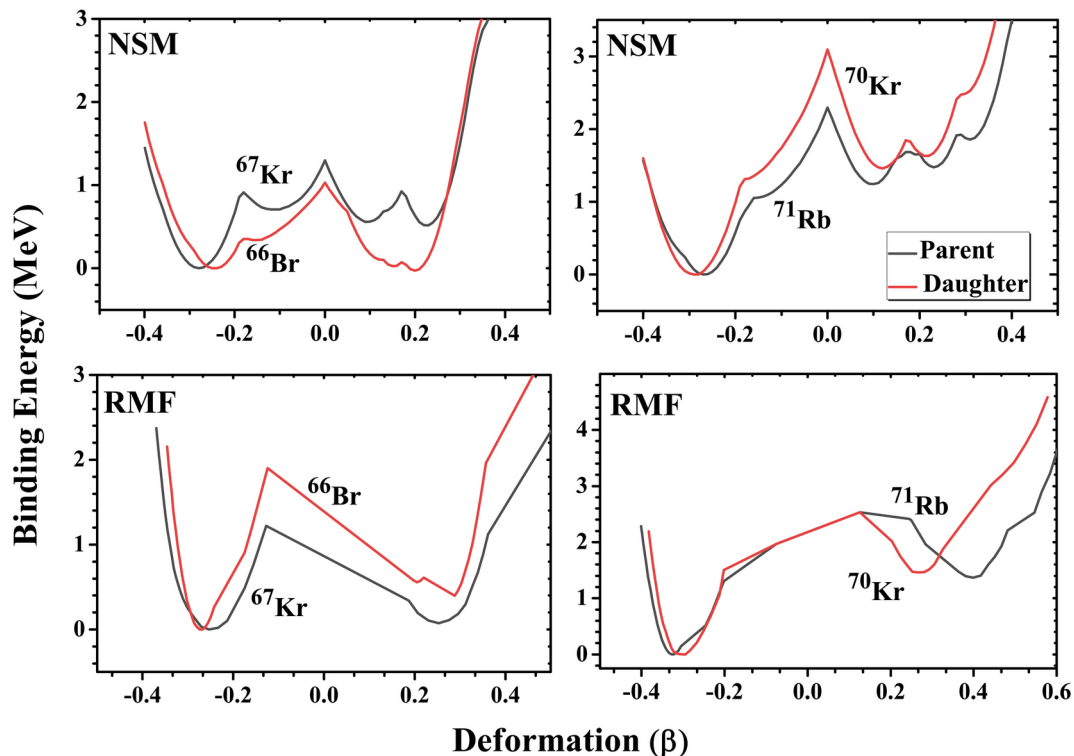 NSM
3
2
1
0
-0.4
-0.2
0.0
0.2
0.4
⁶⁷Kr
⁶⁶Br
NSM
3
2
1
0
-0.4
-0.2
0.0
0.2
0.4
⁷⁰Kr
⁷¹Rb
Parent
Daughter
RMF
3
2
1
0
-0.4
-0.2
0.0
0.2
0.4
⁶⁶Br
⁶⁷Kr
RMF
4
3
2
1
0
-0.4
-0.2
0.0
0.2
0.4
0.6
⁷¹Rb
⁷⁰Kr
Binding Energy (MeV)
Deformation (β)